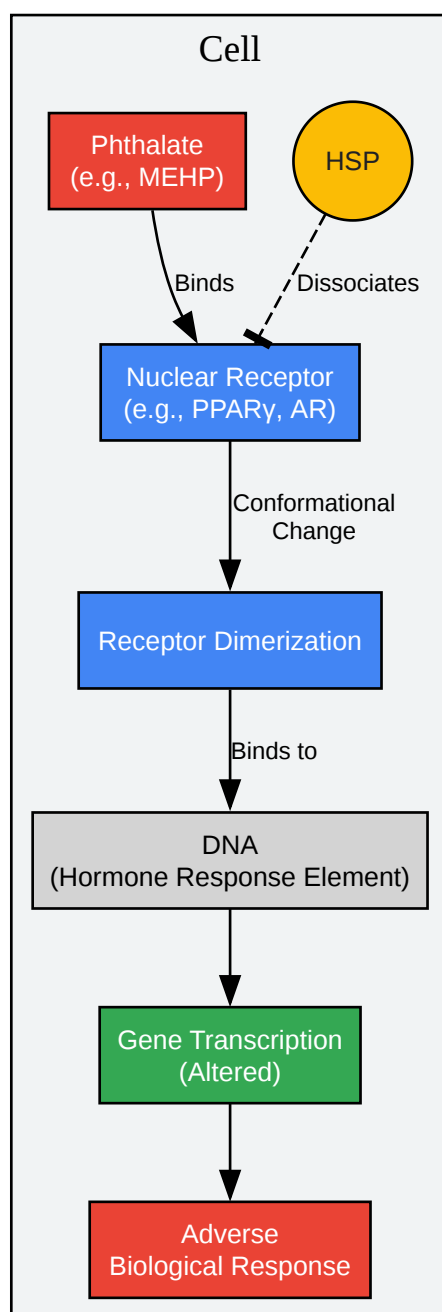 Cell
Phthalate
(e.g., MEHP)
HSP
Binds
Dissociates
Nuclear Receptor
(e.g., PPARγ, AR)
Conformational
Change
Receptor Dimerization
Binds to
DNA
(Hormone Response Element)
Gene Transcription
(Altered)
Adverse
Biological Response